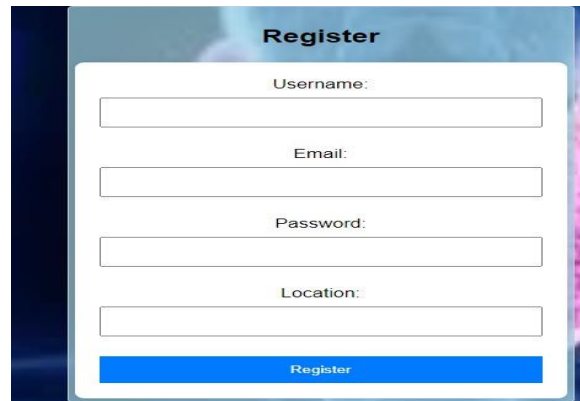 Register
Username:
Email:
Password:
Location:
Register